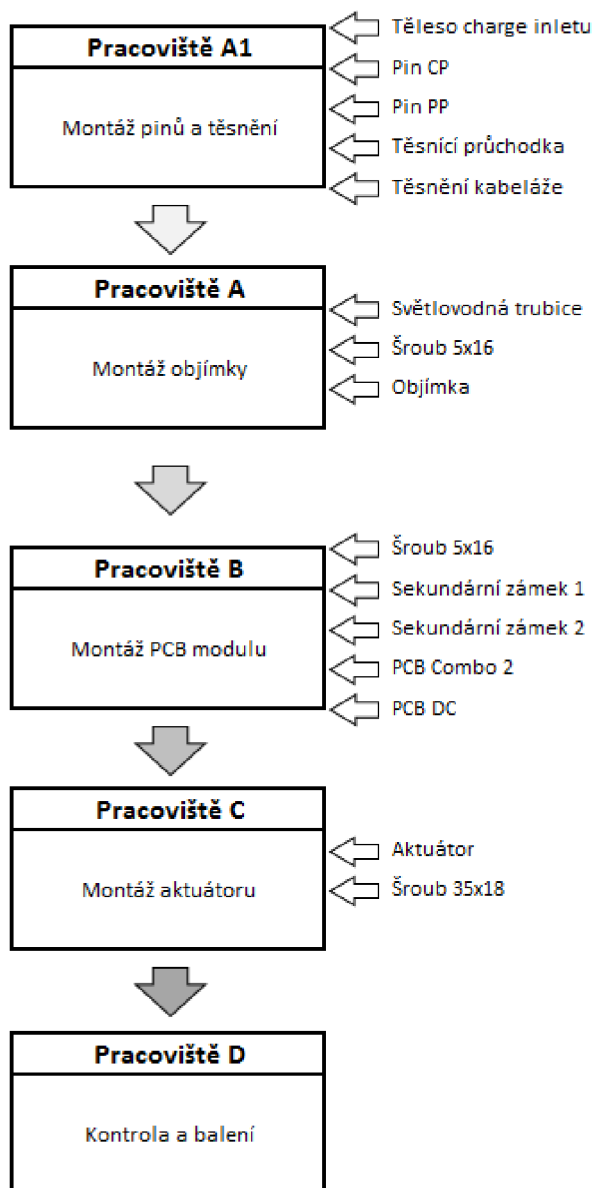 Pracoviště A1
Montáž pinů a těsnění
Těleso charge inletu
Pin CP
Pin PP
Těsnící průchodka
Těsnění kabeláže
Pracoviště A
Montáž objímky
Světlovodná trubice
Šroub 5x16
Objímka
Pracoviště B
Montáž PCB modulu
Šroub 5x16
Sekundární zámek 1
Sekundární zámek 2
PCB Combo 2
PCB DC
Pracoviště C
Montáž aktuátoru
Aktuátor
Šroub 35x18
Pracoviště D
Kontrola a balení